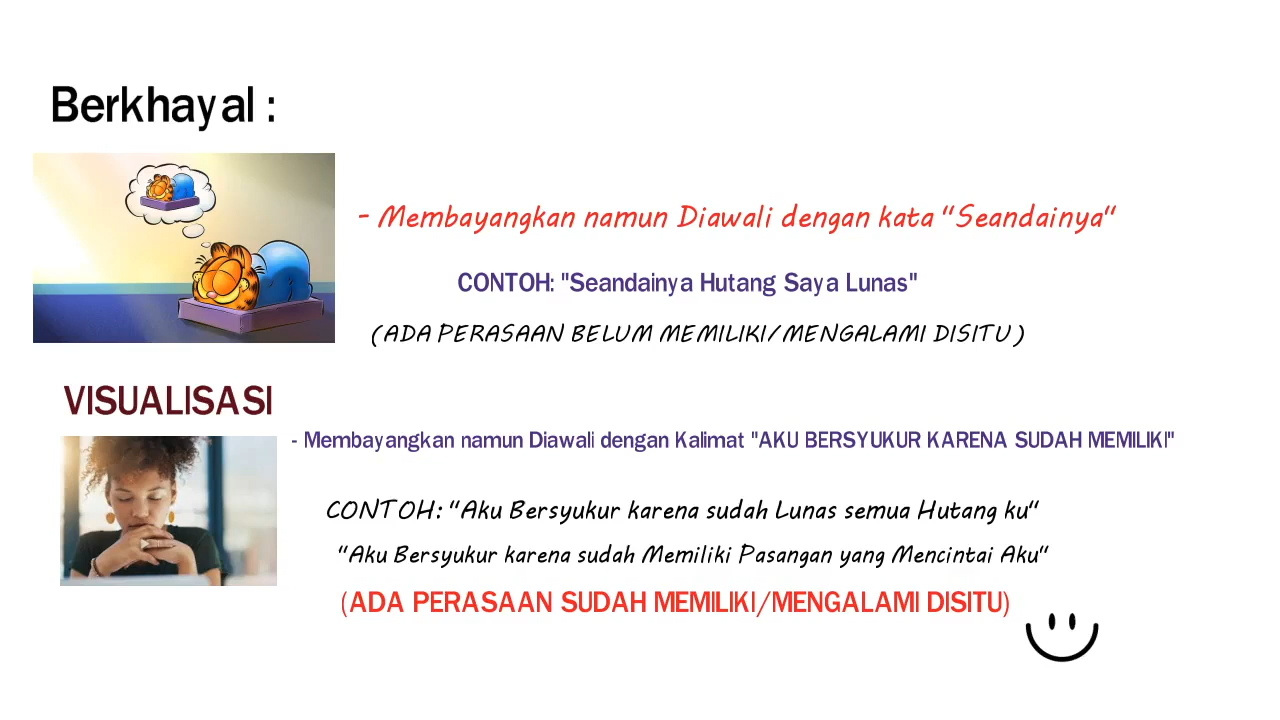 Berkhayal :
- Membayangkan namun Diawali dengan kata "Seandainya"
CONTOH: "Seandainya Hutang Saya Lunas"
(ADA PERASAAN BELUM MEMILIKI/MENGALAMI DISITU)
VISUALISASI
- Membayangkan namun Diawali dengan Kalimat "AKU BERSYUKUR KARENA SUDAH MEMILIKI"
CONTOH: "Aku Bersyukur karena sudah Lunas semua Hutang ku"
"Aku Bersyukur karena sudah Memiliki Pasangan yang Mencintai Aku"
(ADA PERASAAN SUDAH MEMILIKI/MENGALAMI DISITU)